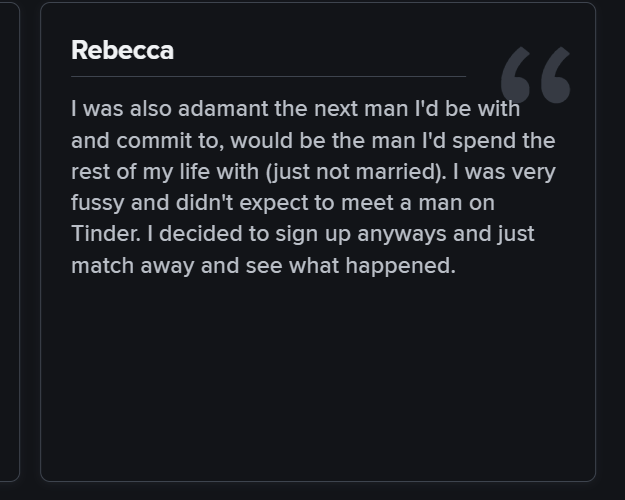 Rebecca
I was also adamant the next man I'd be with
and commit to, would be the man I'd spend the
rest of my life with (just not married). I was very
fussy and didn't expect to meet a man on
Tinder. I decided to sign up anyways and just
match away and see what happened.